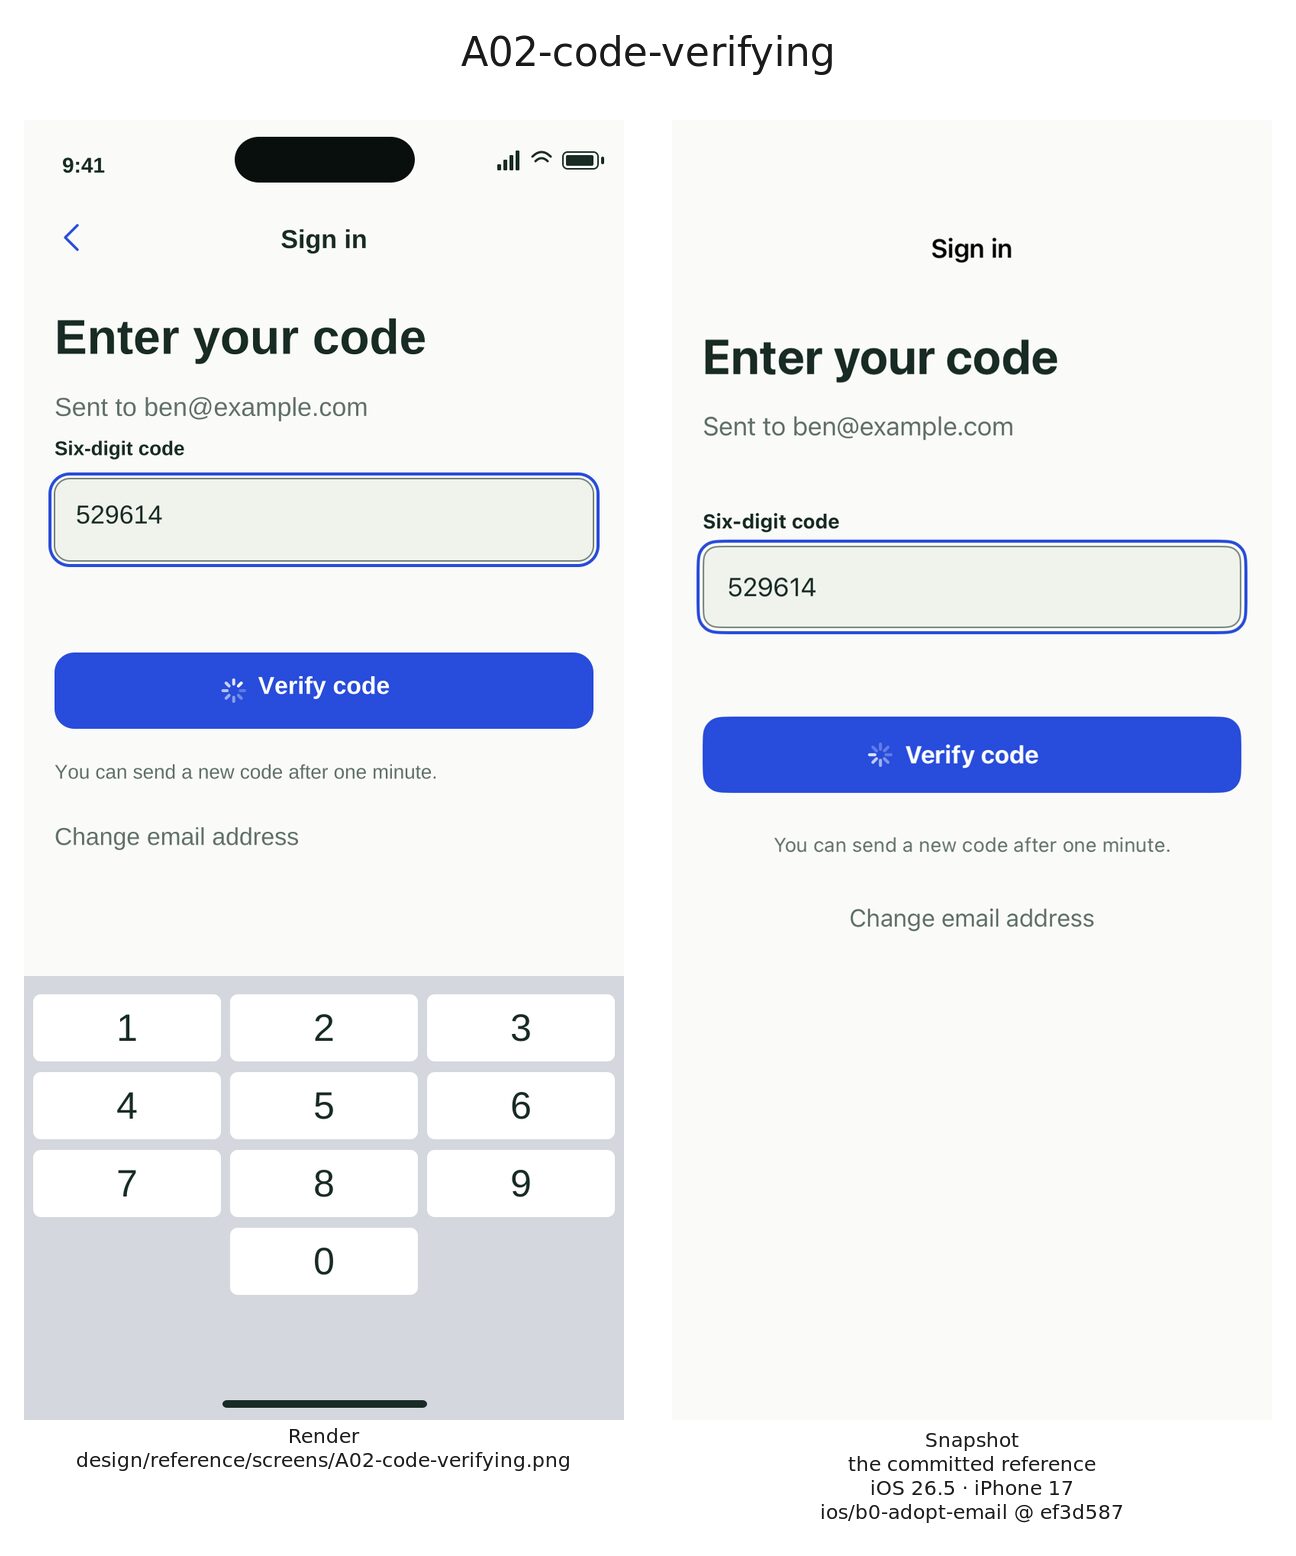 A02-code-verifying
9:41
Sign in
Enter your code
Sent to ben@example.com
Six-digit code
529614
Verify code
You can send a new code after one minute.
Change email address
1 2 3
4 5 6
7 8 9
0
Render
design/reference/screens/A02-code-verifying.png
Sign in
Enter your code
Sent to ben@example.com
Six-digit code
529614
Verify code
You can send a new code after one minute.
Change email address
Snapshot
the committed reference
iOS 26.5 · iPhone 17
ios/b0-adopt-email @ ef3d587